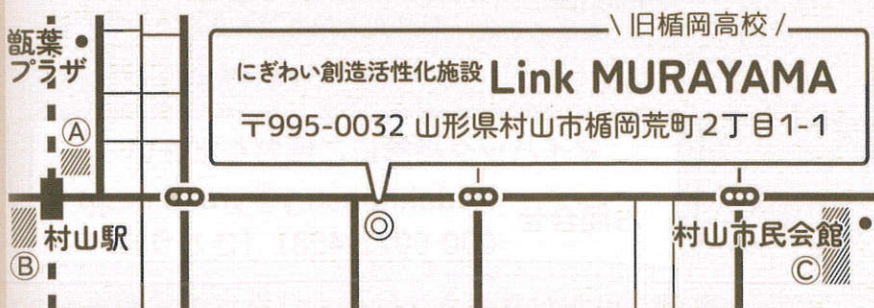 旧楯岡高校
にぎわい創造活性化施設 Link MURAYAMA
〒995-0032 山形県村山市楯岡荒町2丁目1-1
甑葉
プラザ
A
村山駅
B
村山市民会館
C